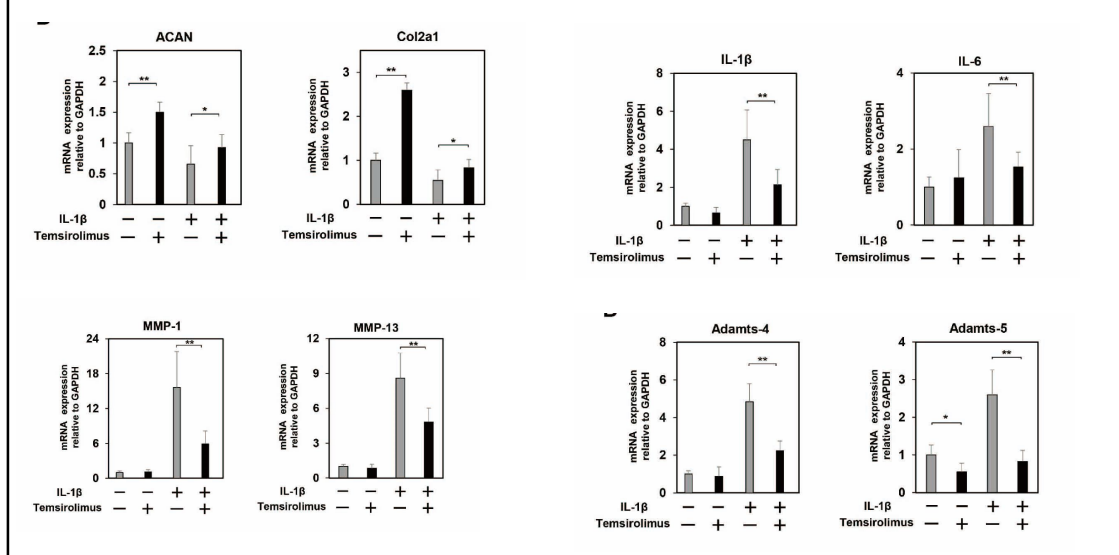 ACAN
mRNA expression
relative to GAPDH
2.5
2
1.5
1
0.5
0
**
*
IL-1β − − + +
Temsirolimus − + − +
Col2a1
mRNA expression
relative to GAPDH
3
2
1
0
**
*
− − + +
− + − +
IL-1β
mRNA expression
relative to GAPDH
8
6
4
2
0
**
IL-1β − − + +
Temsirolimus − + − +
IL-6
mRNA expression
relative to GAPDH
4
2
0
**
IL-1β − − + +
Temsirolimus − + − +
MMP-1
mRNA expression
relative to GAPDH
24
18
12
6
0
**
IL-1β − − + +
Temsirolimus − + − +
MMP-13
mRNA expression
relative to GAPDH
12
9
6
3
0
**
IL-1β − − + +
Temsirolimus − + − +
Adamts-4
mRNA expression
relative to GAPDH
8
6
4
2
0
**
IL-1β − − + +
Temsirolimus − + − +
Adamts-5
mRNA expression
relative to GAPDH
4
3
2
1
0
*
**
IL-1β − − + +
Temsirolimus − + − +